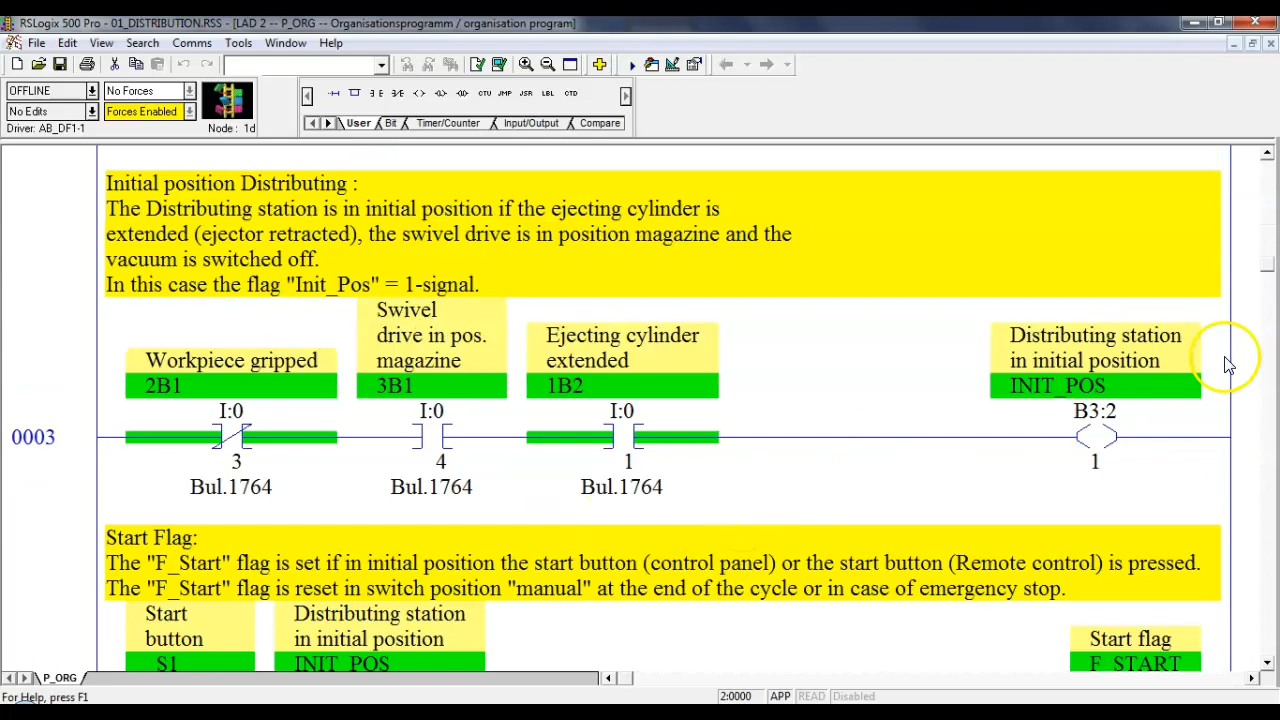 RSLogix 500 Pro - 01_DISTRIBUTION.RSS - [LAD 2 -- P_ORG -- Organisationsprogramm / organisation program]
File Edit View Search Comms Tools Window Help
OFFLINE No Forces
No Edits Forces Enabled
Driver: AB_DF1-1 Node : 1d
CTU JMP JSR LBL CTD
User Bit Timer/Counter Input/Output Compare
Initial position Distributing :
The Distributing station is in initial position if the ejecting cylinder is
extended (ejector retracted), the swivel drive is in position magazine and the
vacuum is switched off.
In this case the flag "Init_Pos" = 1-signal.
Workpiece gripped
2B1
I:0
3
Bul.1764
Swivel
drive in pos.
magazine
3B1
I:0
4
Bul.1764
Ejecting cylinder
extended
1B2
I:0
1
Bul.1764
Distributing station
in initial position
INIT_POS
B3:2
1
0003
Start Flag:
The "F_Start" flag is set if in initial position the start button (control panel) or the start button (Remote control) is pressed.
The "F_Start" flag is reset in switch position "manual" at the end of the cycle or in case of emergency stop.
Start
button
S1
Distributing station
in initial position
INIT_POS
Start flag
F_START
P_ORG
For Help, press F1
2:0000 APP READ Disabled